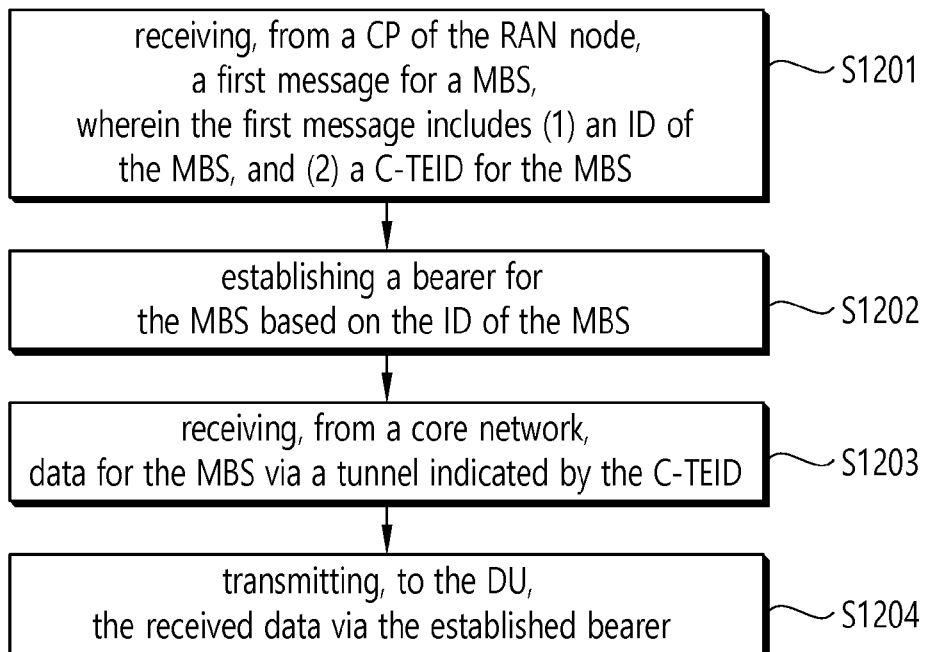 receiving, from a CP of the RAN node,
a first message for a MBS,
wherein the first message includes (1) an ID of
the MBS, and (2) a C-TEID for the MBS
S1201
establishing a bearer for
the MBS based on the ID of the MBS
S1202
receiving, from a core network,
data for the MBS via a tunnel indicated by the C-TEID
S1203
transmitting, to the DU,
the received data via the established bearer
S1204